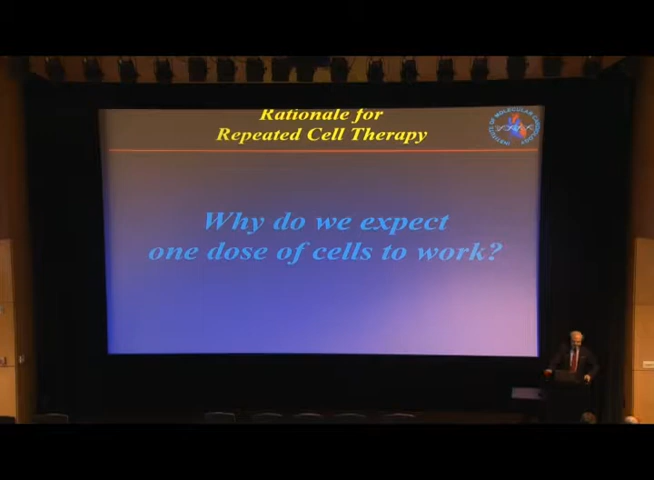 Rationale for
Repeated Cell Therapy
Why do we expect
one dose of cells to work?